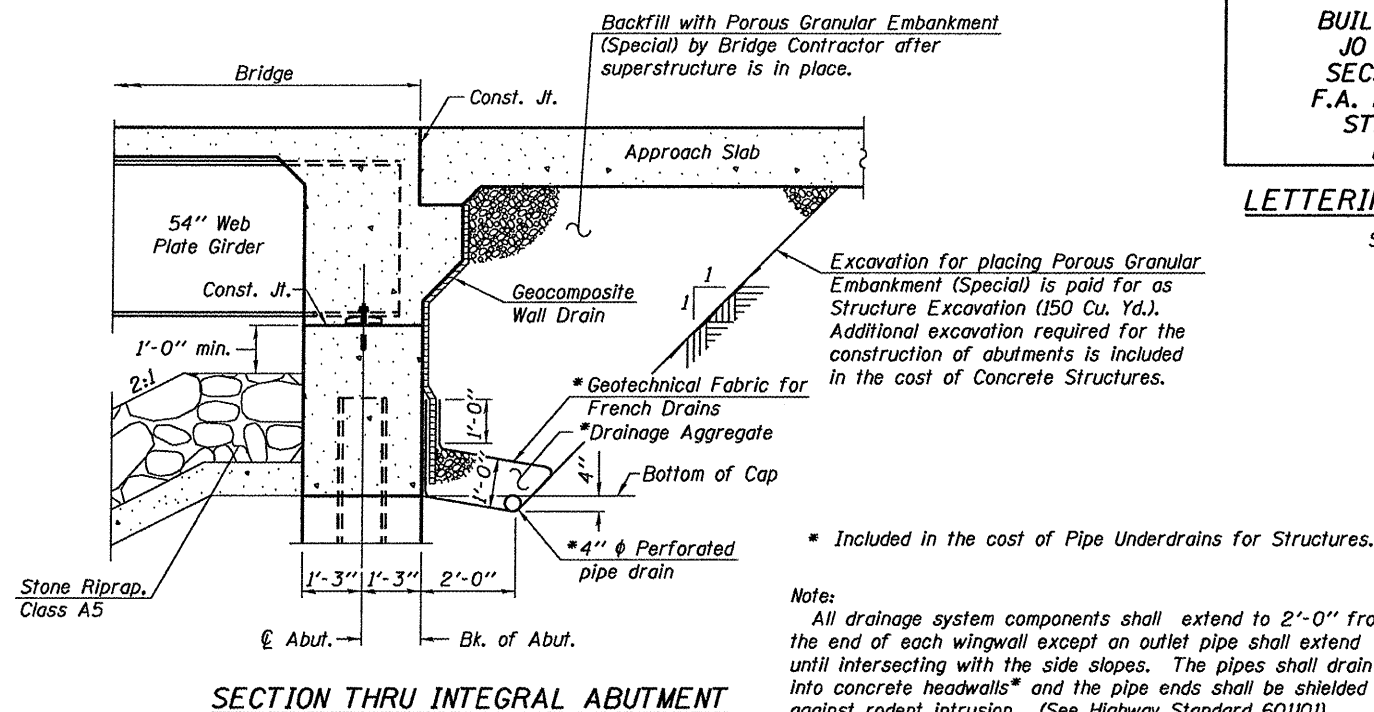 Backfill with Porous Granular Embankment
(Special) by Bridge Contractor after
superstructure is in place.
Bridge
Const. Jt.
Approach Slab
54" Web
Plate Girder
Const. Jt.
Geocomposite
Wall Drain
1
1
Excavation for placing Porous Granular
Embankment (Special) is paid for as
Structure Excavation (150 Cu. Yd.).
Additional excavation required for the
construction of abutments is included
in the cost of Concrete Structures.
1'-0" min.
2:1
* Geotechnical Fabric for
French Drains
*Drainage Aggregate
1'-0"
1'-0"
4"
Bottom of Cap
*4" ϕ Perforated
pipe drain
Stone Riprap,
Class A5
1'-3"
1'-3"
2'-0"
℄ Abut.
Bk. of Abut.
SECTION THRU INTEGRAL ABUTMENT
BUIL
JO
SEC.
F.A.
ST
LETTERI
* Included in the cost of Pipe Underdrains for Structures.
Note:
All drainage system components shall extend to 2'-0" fro
the end of each wingwall except an outlet pipe shall extend
until intersecting with the side slopes. The pipes shall drain
into concrete headwalls* and the pipe ends shall be shielded
against rodent intrusion. (See Highway Standard 601101)